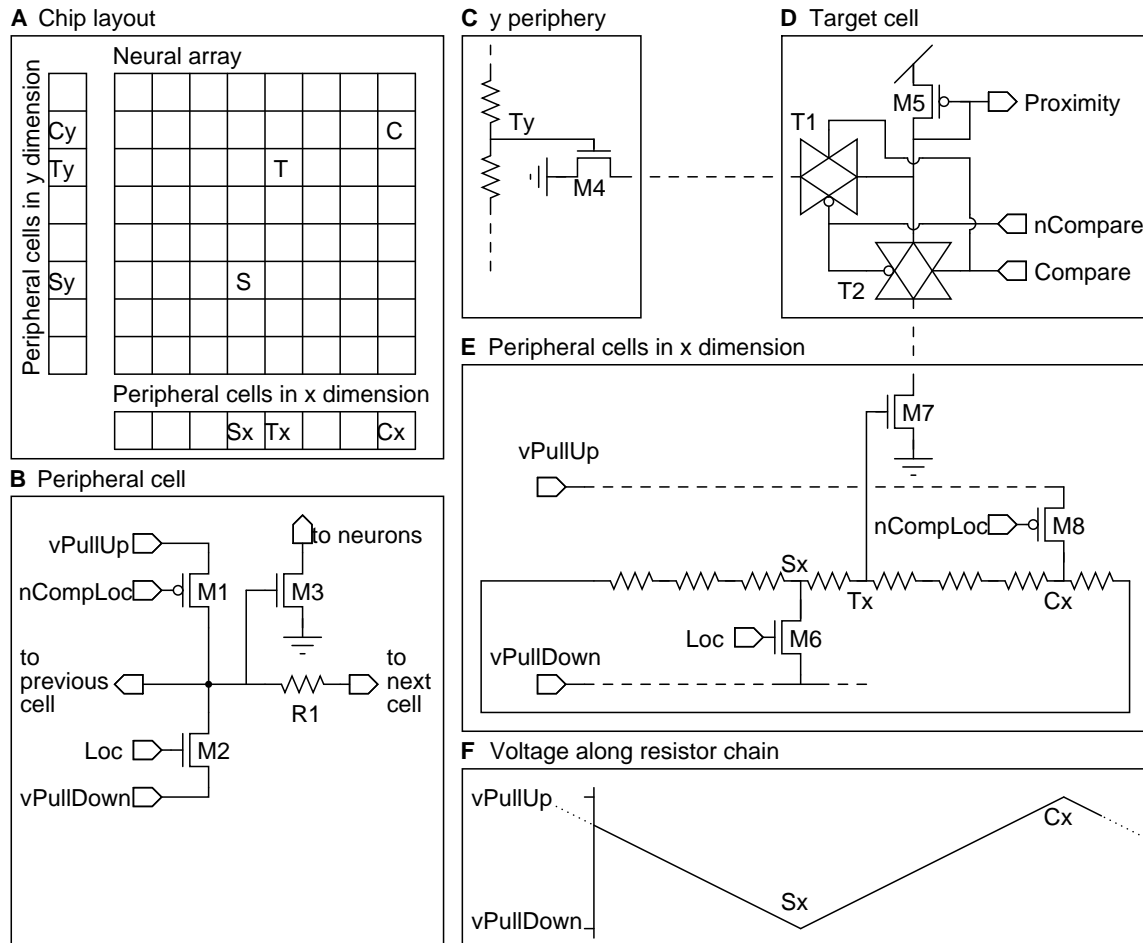 A Chip layout
Neural array
Peripheral cells in y dimension
Cy
C
Ty
T
Sy
S
Peripheral cells in x dimension
Sx Tx Cx
B Peripheral cell
vPullUp
to neurons
nCompLoc
M1
M3
to
previous
cell
to
next
cell
R1
Loc
M2
vPullDown
C y periphery
Ty
M4
D Target cell
M5
Proximity
T1
nCompare
T2
Compare
E Peripheral cells in x dimension
M7
vPullUp
nCompLoc
M8
Sx
Tx
Cx
Loc
M6
vPullDown
F Voltage along resistor chain
vPullUp
Cx
Sx
vPullDown